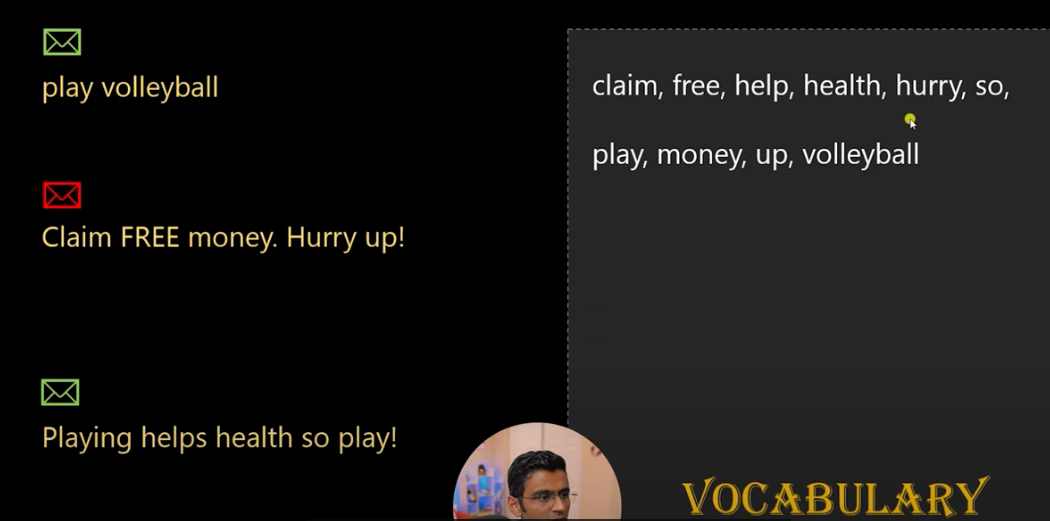 play volleyball
Claim FREE money. Hurry up!
Playing helps health so play!
claim, free, help, health, hurry, so,
play, money, up, volleyball
VOCABULARY